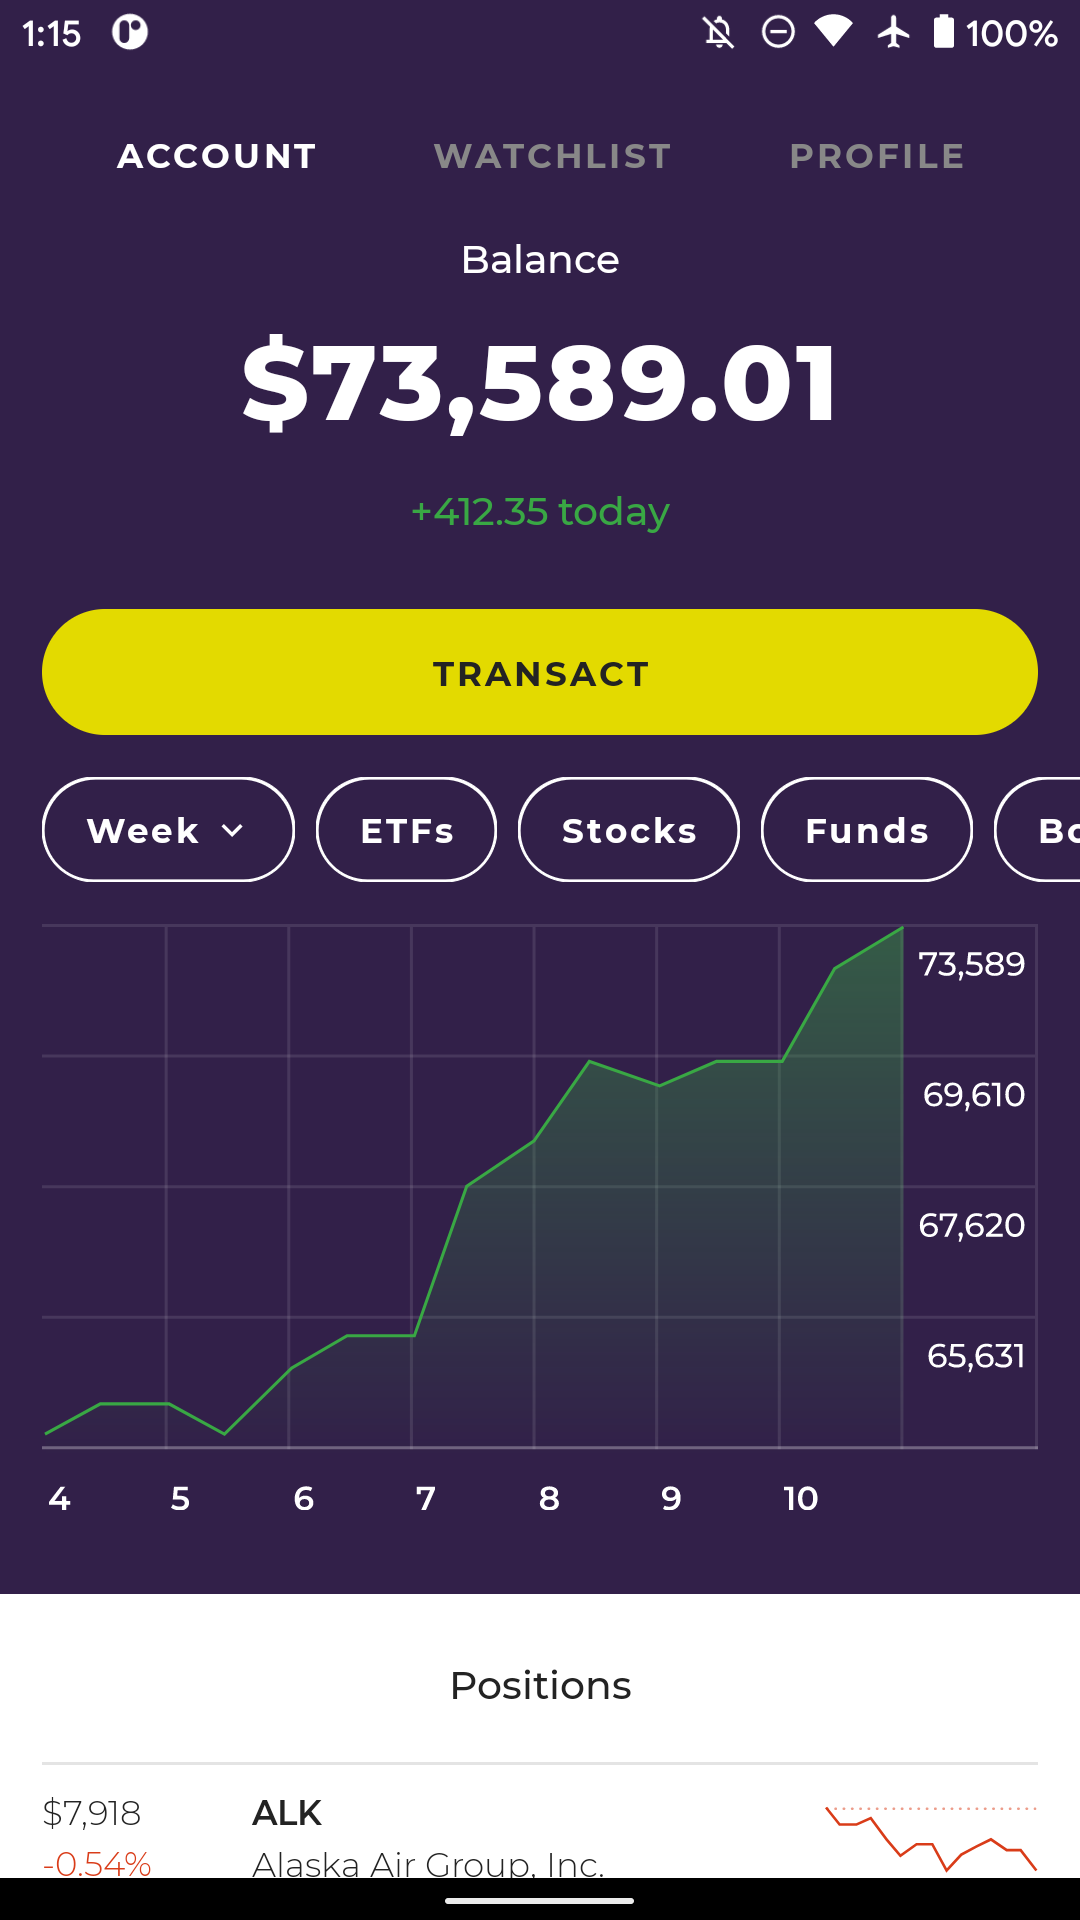 1:15 100%
ACCOUNT WATCHLIST PROFILE
Balance
$73,589.01
+412.35 today
TRANSACT
Week ETFs Stocks Funds
73,589
69,610
67,620
65,631
4 5 6 7 8 9 10
Positions
$7,918 ALK
-0.54% Alaska Air Group, Inc.